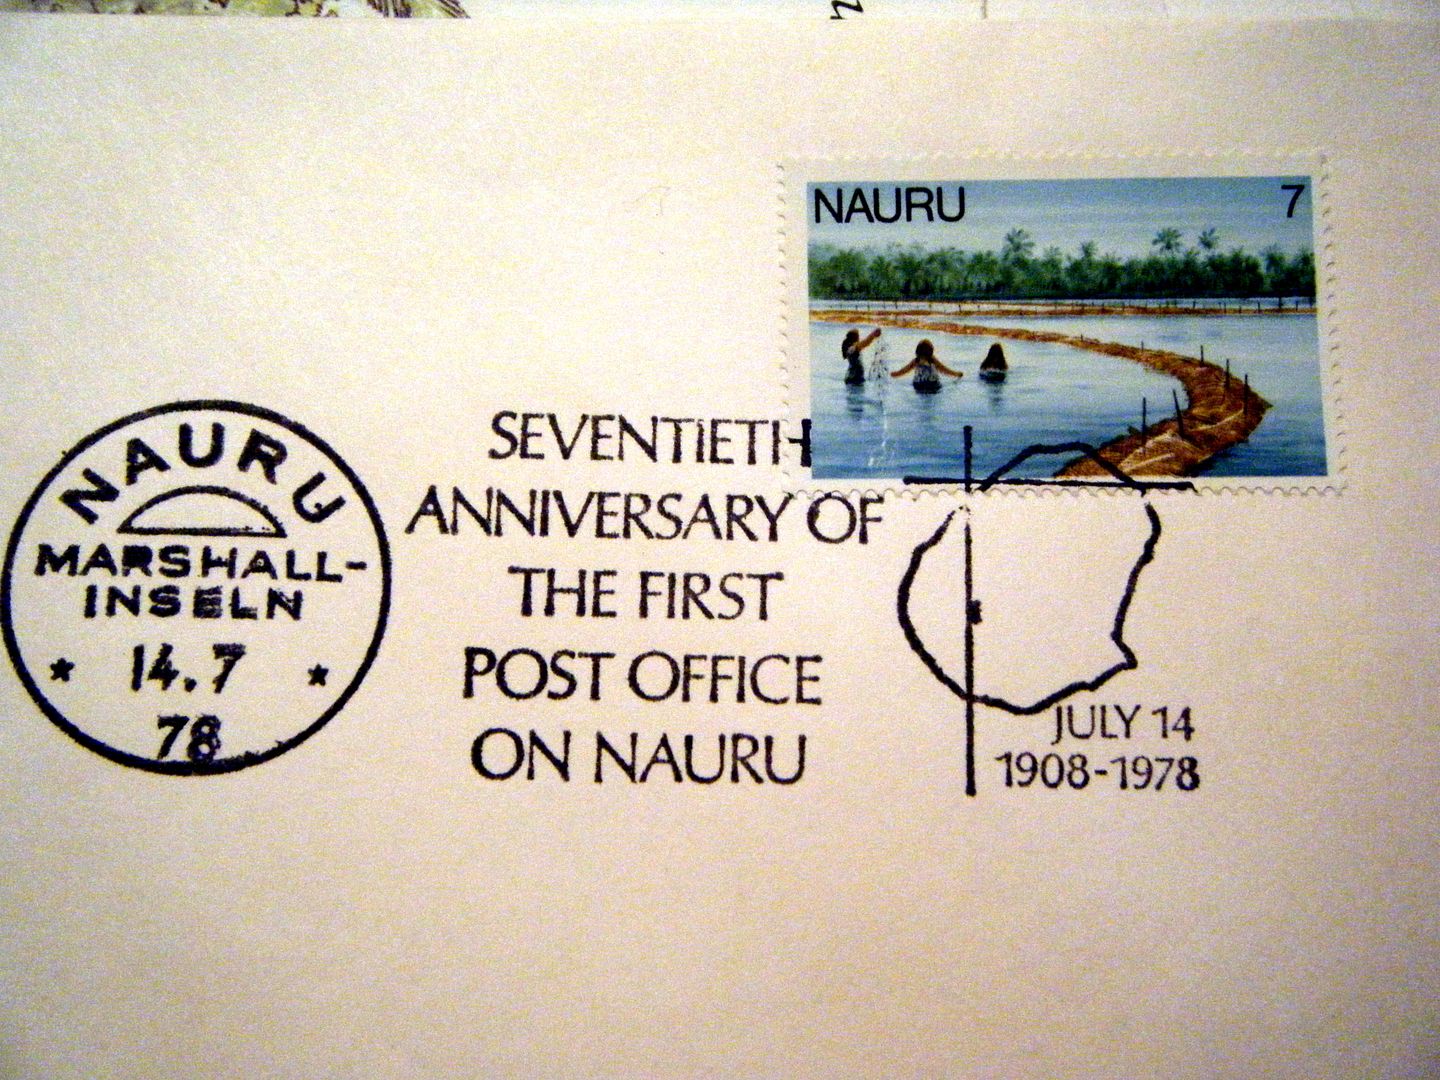 NAURU 7
NAURU
MARSHALL-
INSELN
* 14.7 *
78
SEVENTIETH
ANNIVERSARY OF
THE FIRST
POST OFFICE
ON NAURU
JULY 14
1908-1978